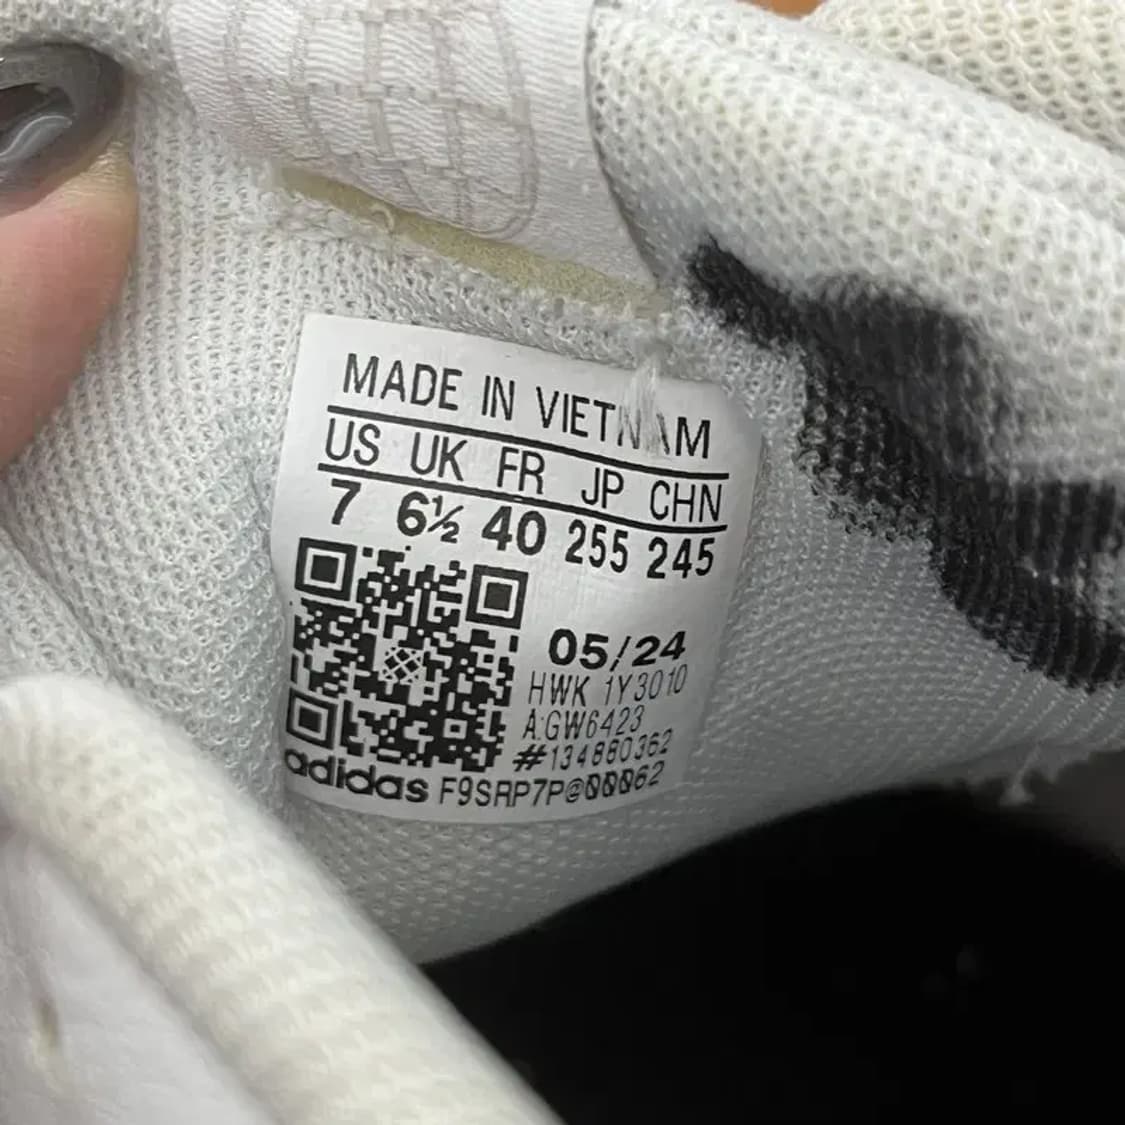 MADE IN VIETNAM
US UK FR JP CHN
7 6½ 40 255 245
05/24
HWK 1Y3010
A:GW6423
#134880362
adidas F9SRP7P@00062